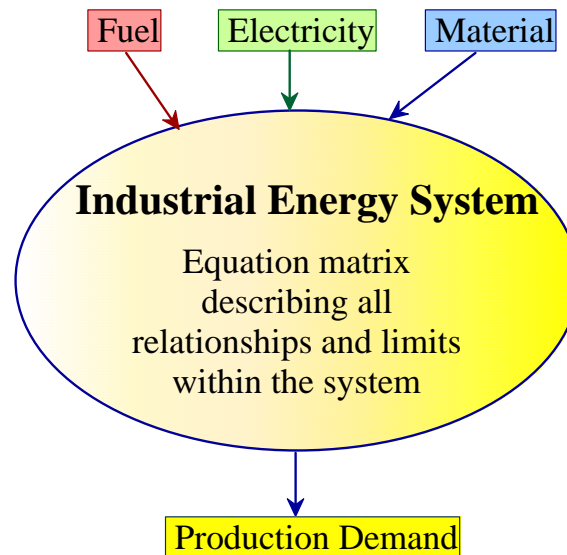 Fuel Electricity Material
Industrial Energy System
Equation matrix
describing all
relationships and limits
within the system
Production Demand